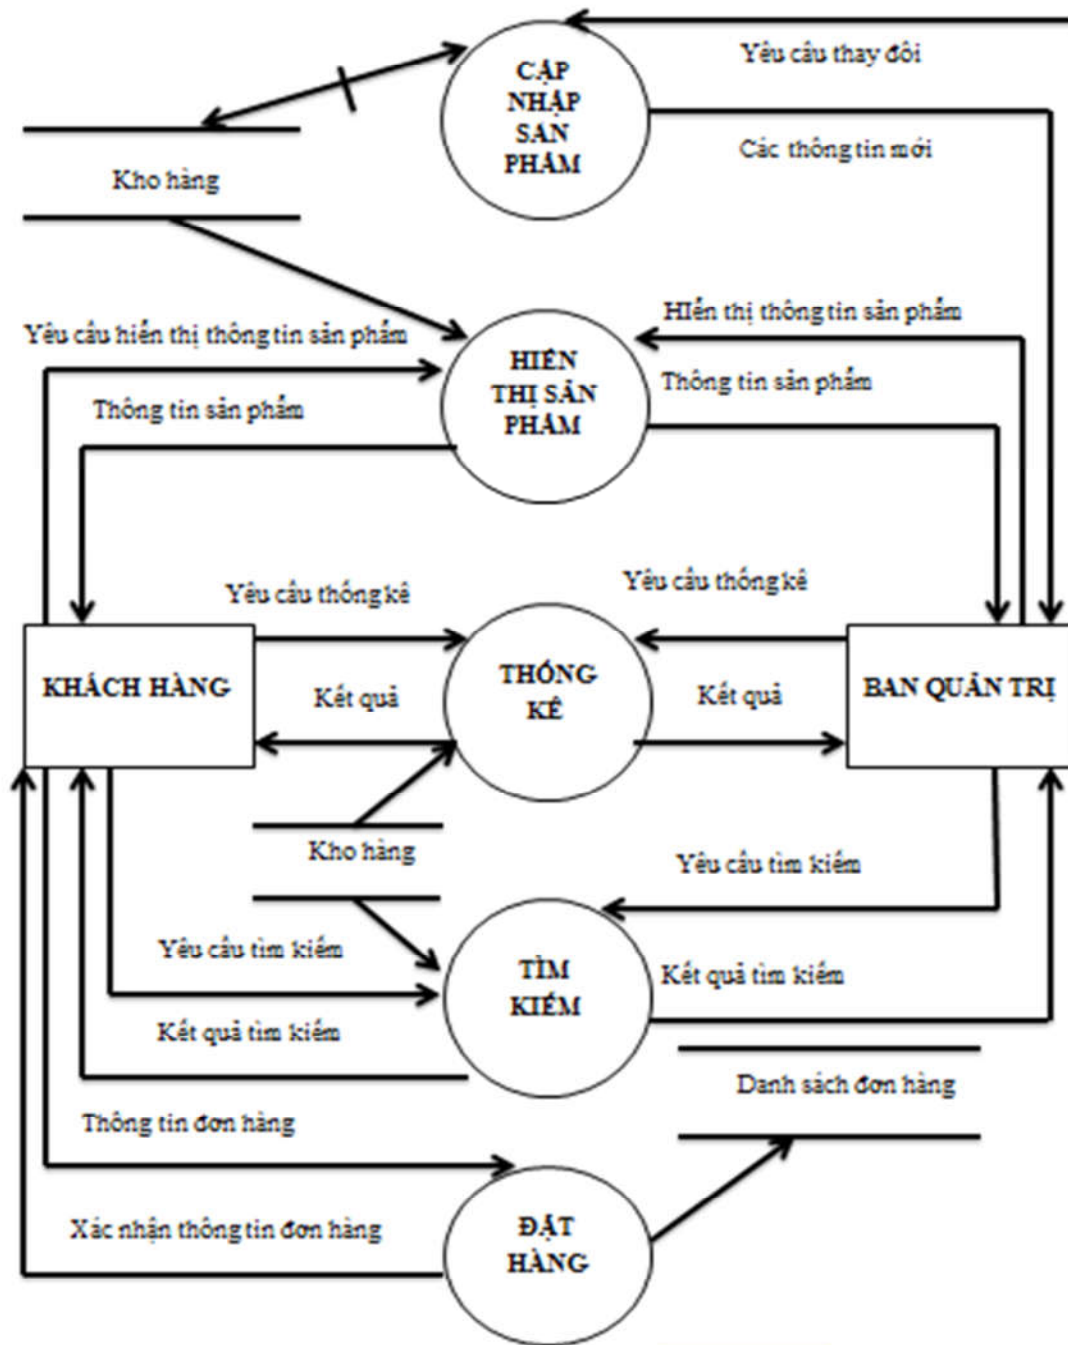 Yêu cầu thay đổi
CẬP
NHẬP
SẢN
PHẨM
Các thông tin mới
Kho hàng
HIển thị thông tin sản phẩm
Yêu cầu hiển thị thông tin sản phẩm
HIỂN
THỊ SẢN
PHẨM
Thông tin sản phẩm
Thông tin sản phẩm
Yêu cầu thống kê
Yêu cầu thống kê
KHÁCH HÀNG
THỐNG
KÊ
BAN QUẢN TRỊ
Kết quả
Kết quả
Kho hàng
Yêu cầu tìm kiếm
Yêu cầu tìm kiếm
TÌM
KIẾM
Kết quả tìm kiếm
Kết quả tìm kiếm
Danh sách đơn hàng
Thông tin đơn hàng
Xác nhận thông tin đơn hàng
ĐẶT
HÀNG